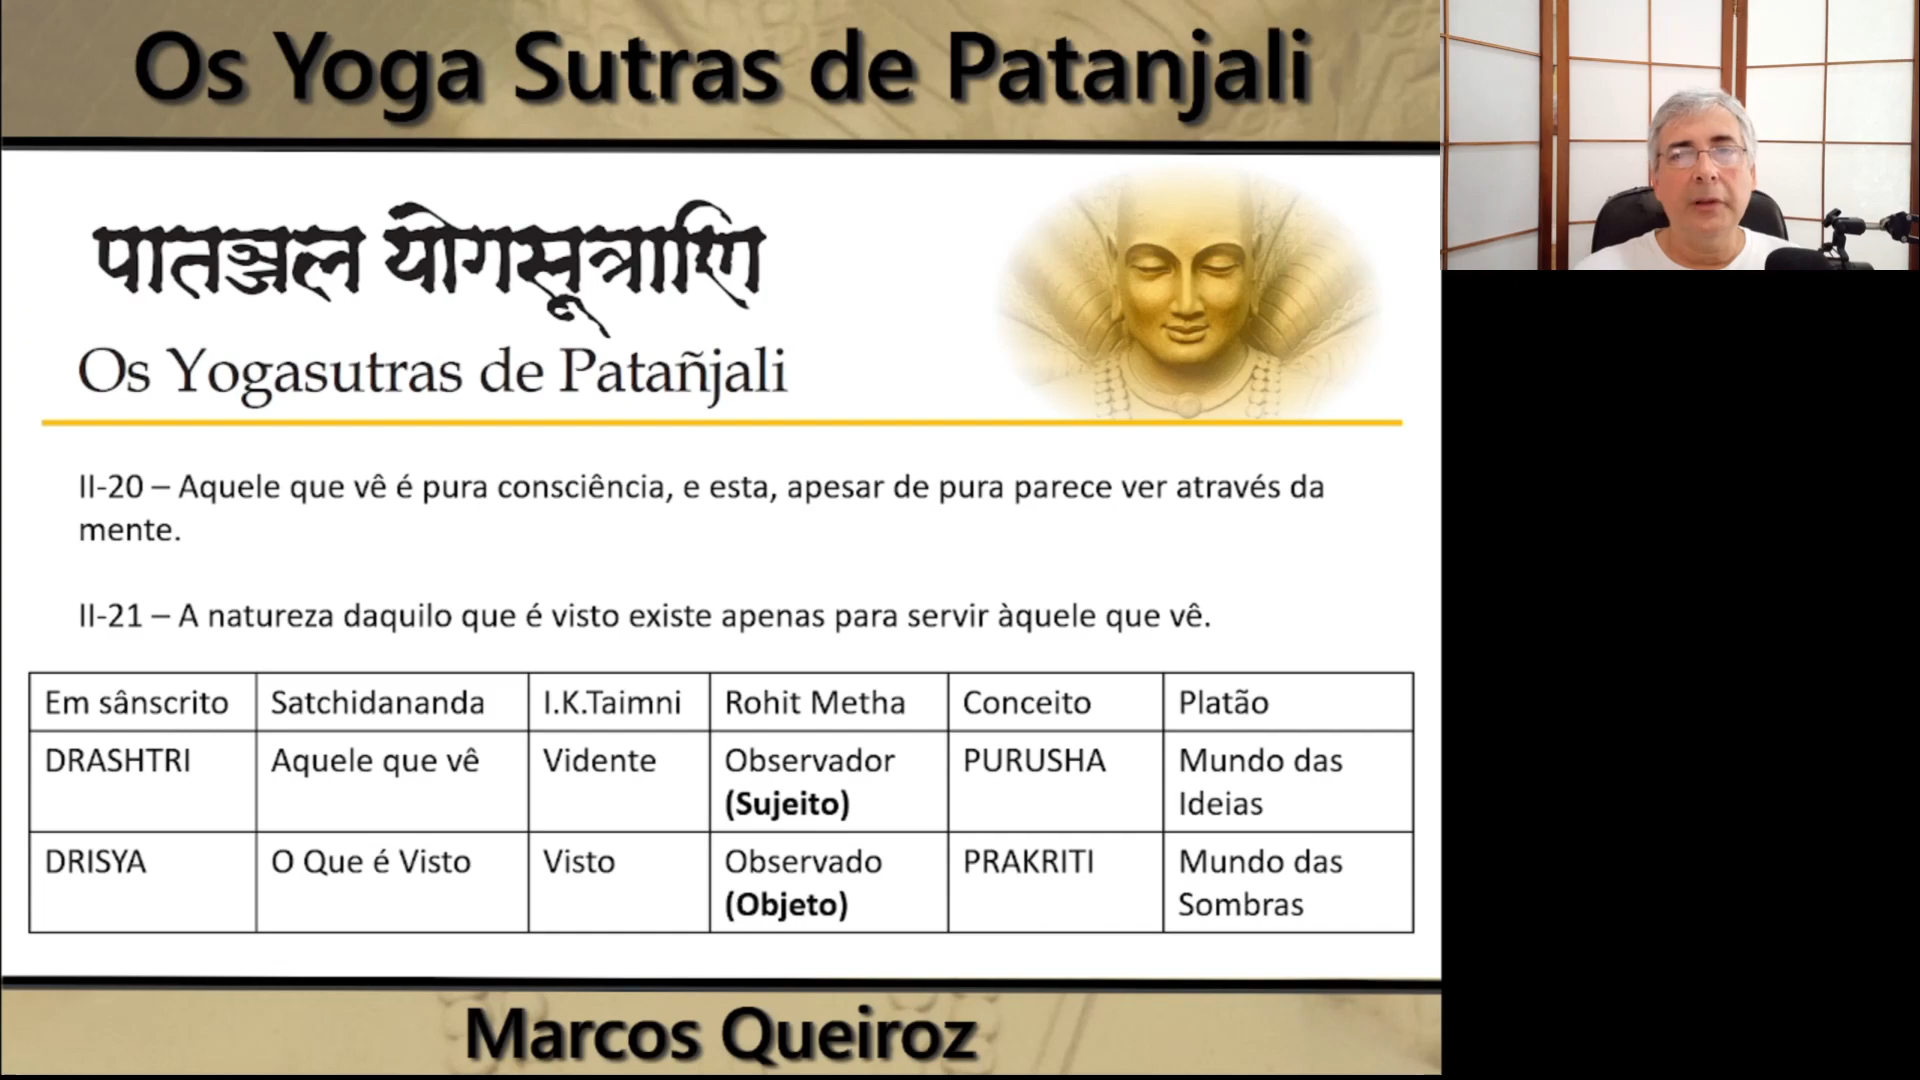 Os Yoga Sutras de Patanjali
पातञ्जल योगसूत्राणि
Os Yogasutras de Patañjali
II-20 – Aquele que vê é pura consciência, e esta, apesar de pura parece ver através da
mente.
II-21 – A natureza daquilo que é visto existe apenas para servir àquele que vê.
Em sânscrito Satchidananda I.K.Taimni Rohit Metha Conceito Platão
DRASHTRI Aquele que vê Vidente Observador PURUSHA Mundo das
(Sujeito) Ideias
DRISYA O Que é Visto Visto Observado PRAKRITI Mundo das
(Objeto) Sombras
Marcos Queiroz